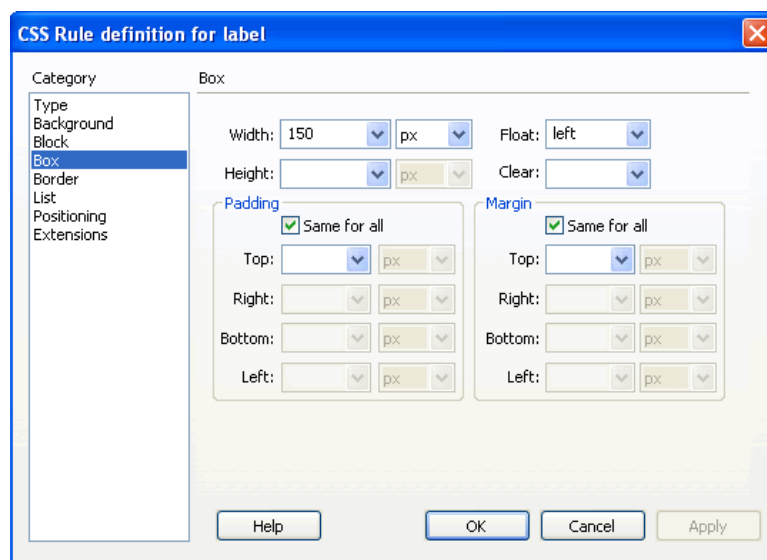 CSS Rule definition for label
Category
Box
Type
Background
Block
Box
Border
List
Positioning
Extensions
Width: 150 px Float: left
Height: px Clear:
Padding Margin
Same for all Same for all
Top: px Top: px
Right: px Right: px
Bottom: px Bottom: px
Left: px Left: px
Help OK Cancel Apply